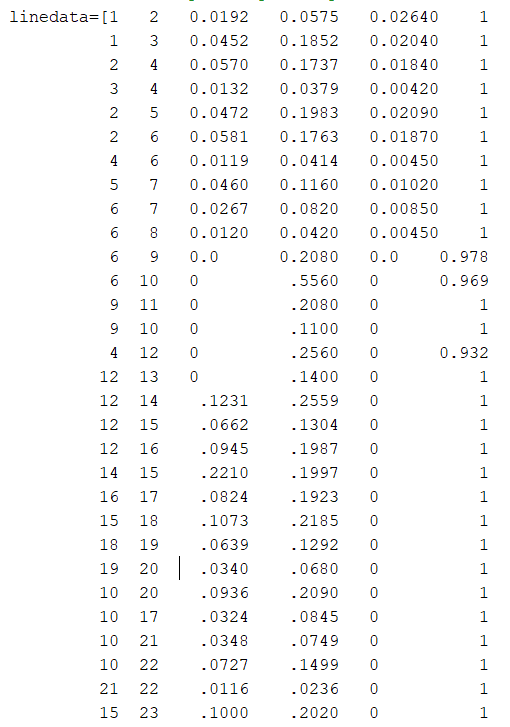 linedata=[1 2 0.0192 0.0575 0.02640 1
1 3 0.0452 0.1852 0.02040 1
2 4 0.0570 0.1737 0.01840 1
3 4 0.0132 0.0379 0.00420 1
2 5 0.0472 0.1983 0.02090 1
2 6 0.0581 0.1763 0.01870 1
4 6 0.0119 0.0414 0.00450 1
5 7 0.0460 0.1160 0.01020 1
6 7 0.0267 0.0820 0.00850 1
6 8 0.0120 0.0420 0.00450 1
6 9 0.0 0.2080 0.0 0.978
6 10 0 .5560 0 0.969
9 11 0 .2080 0 1
9 10 0 .1100 0 1
4 12 0 .2560 0 0.932
12 13 0 .1400 0 1
12 14 .1231 .2559 0 1
12 15 .0662 .1304 0 1
12 16 .0945 .1987 0 1
14 15 .2210 .1997 0 1
16 17 .0824 .1923 0 1
15 18 .1073 .2185 0 1
18 19 .0639 .1292 0 1
19 20 .0340 .0680 0 1
10 20 .0936 .2090 0 1
10 17 .0324 .0845 0 1
10 21 .0348 .0749 0 1
10 22 .0727 .1499 0 1
21 22 .0116 .0236 0 1
15 23 .1000 .2020 0 1